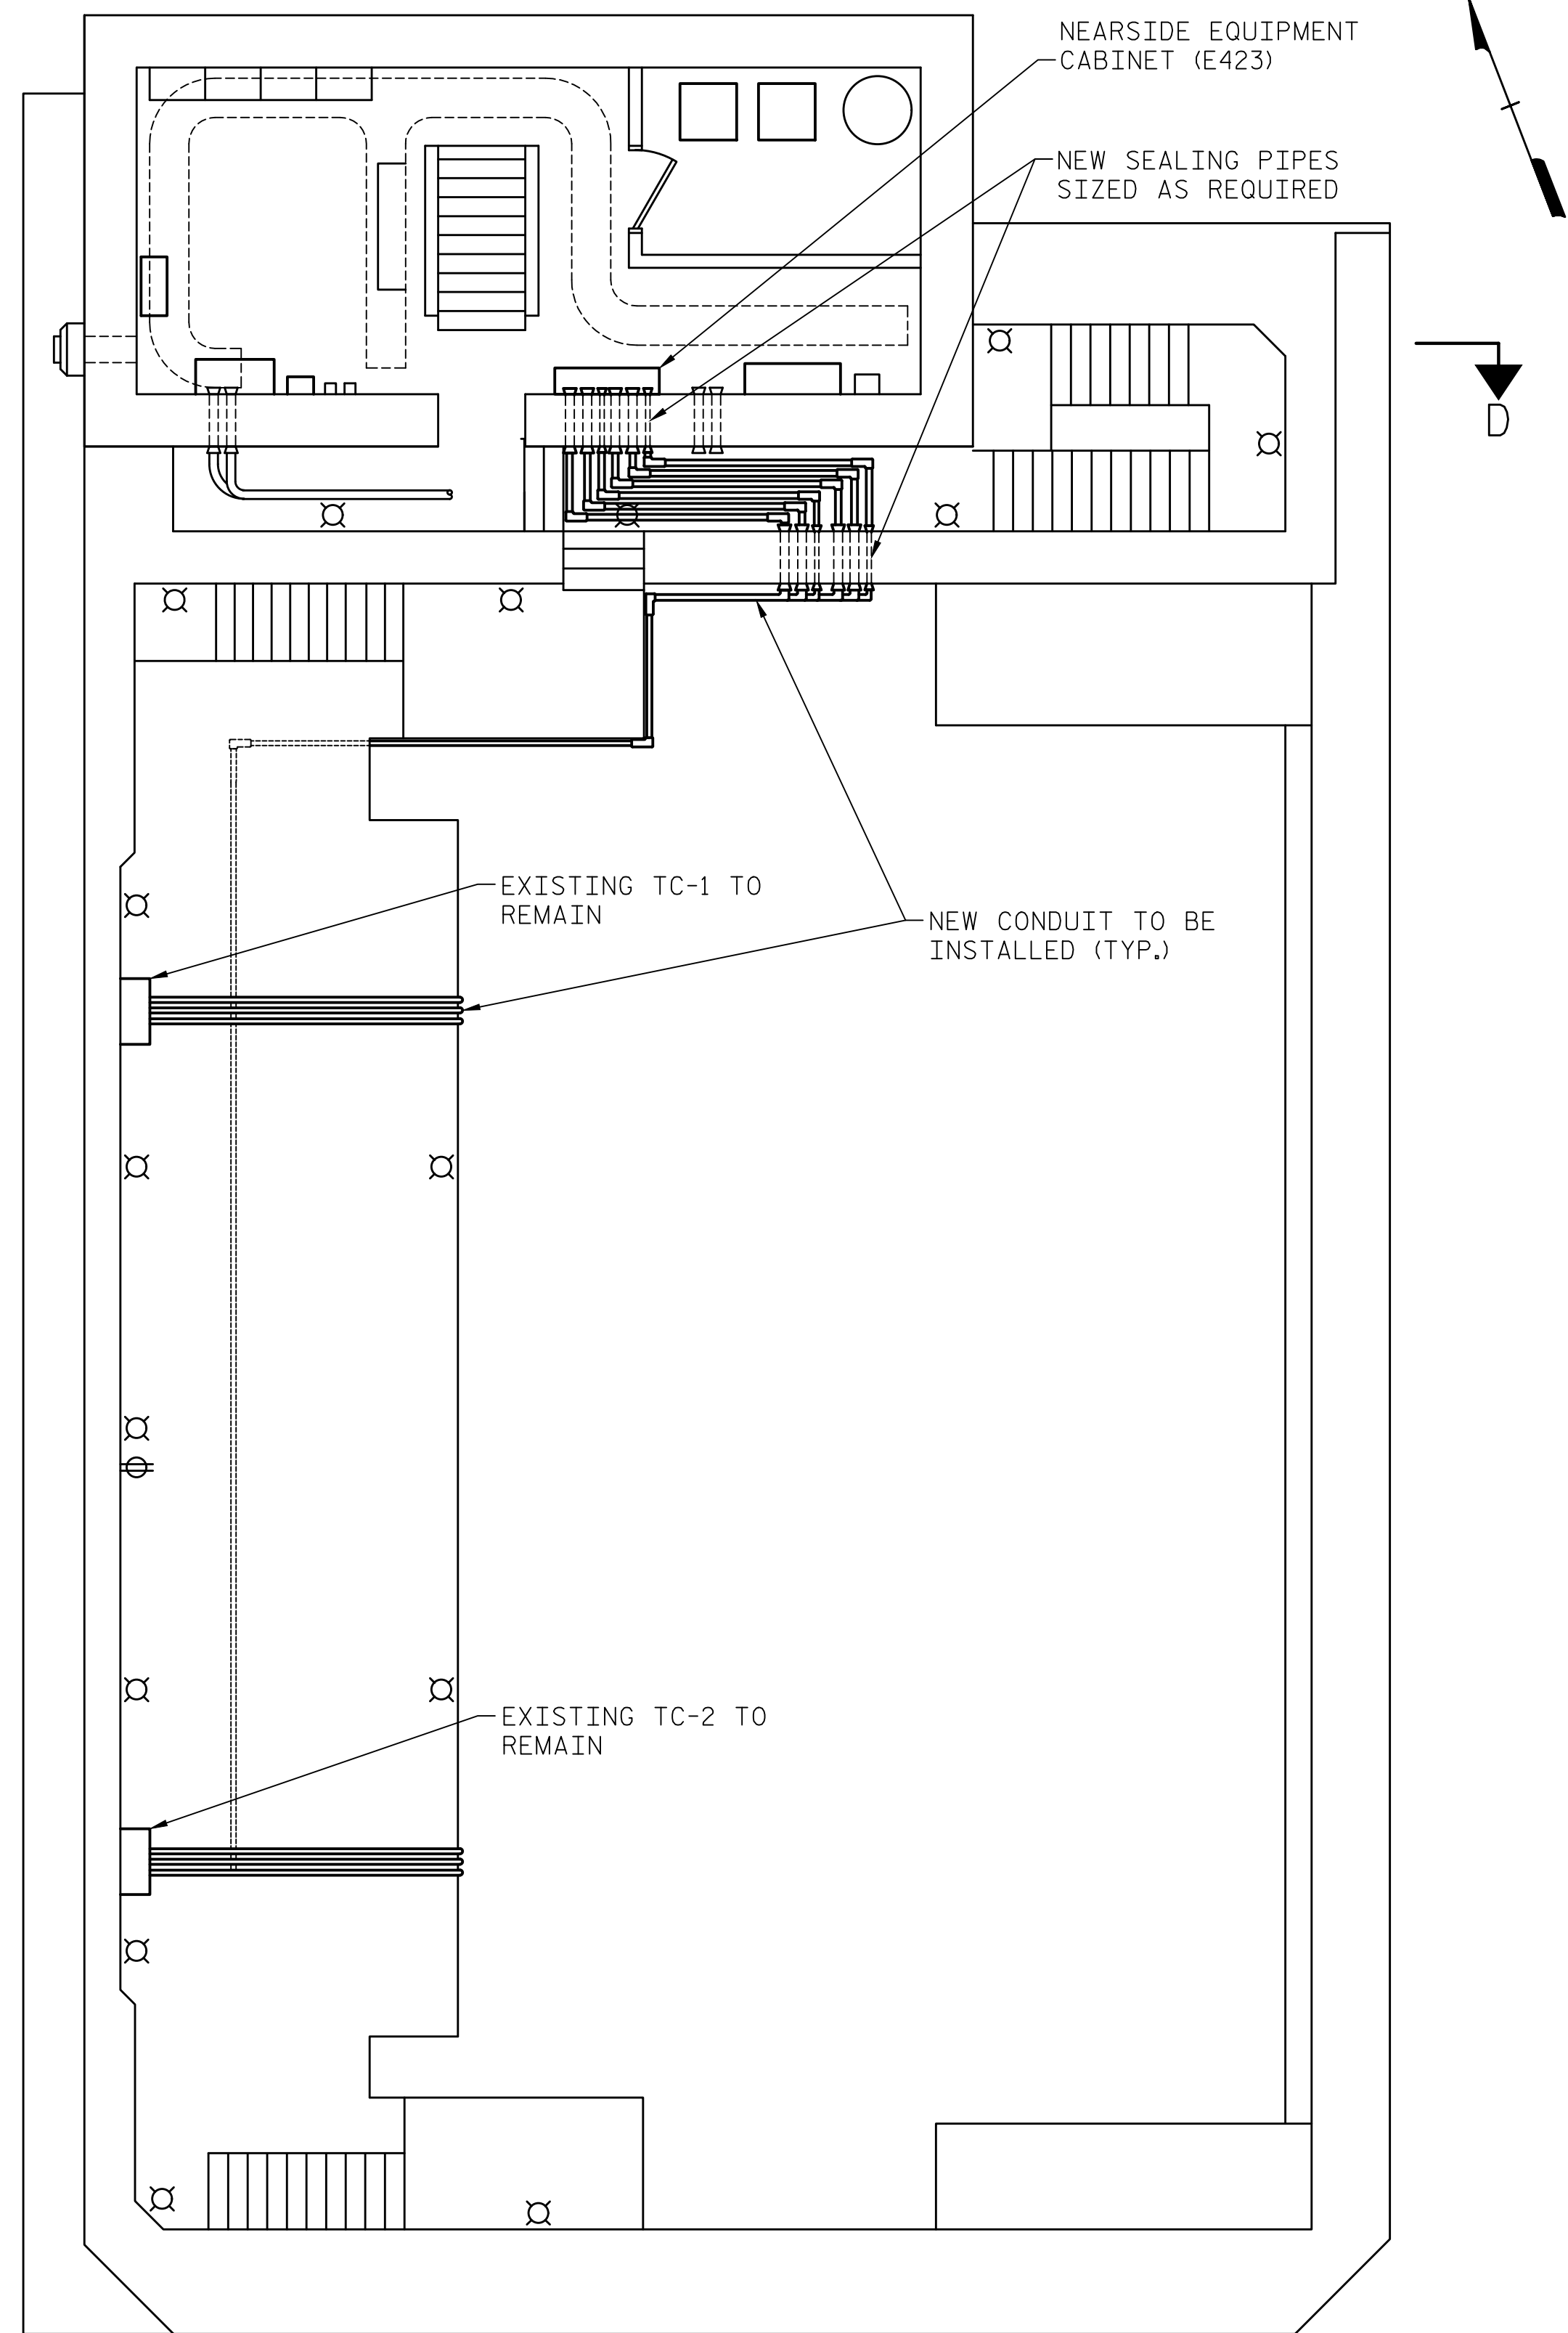 NEARSIDE EQUIPMENT
CABINET (E423)
NEW SEALING PIPES
SIZED AS REQUIRED
D
EXISTING TC-1 TO
REMAIN
NEW CONDUIT TO BE
INSTALLED (TYP.)
EXISTING TC-2 TO
REMAIN